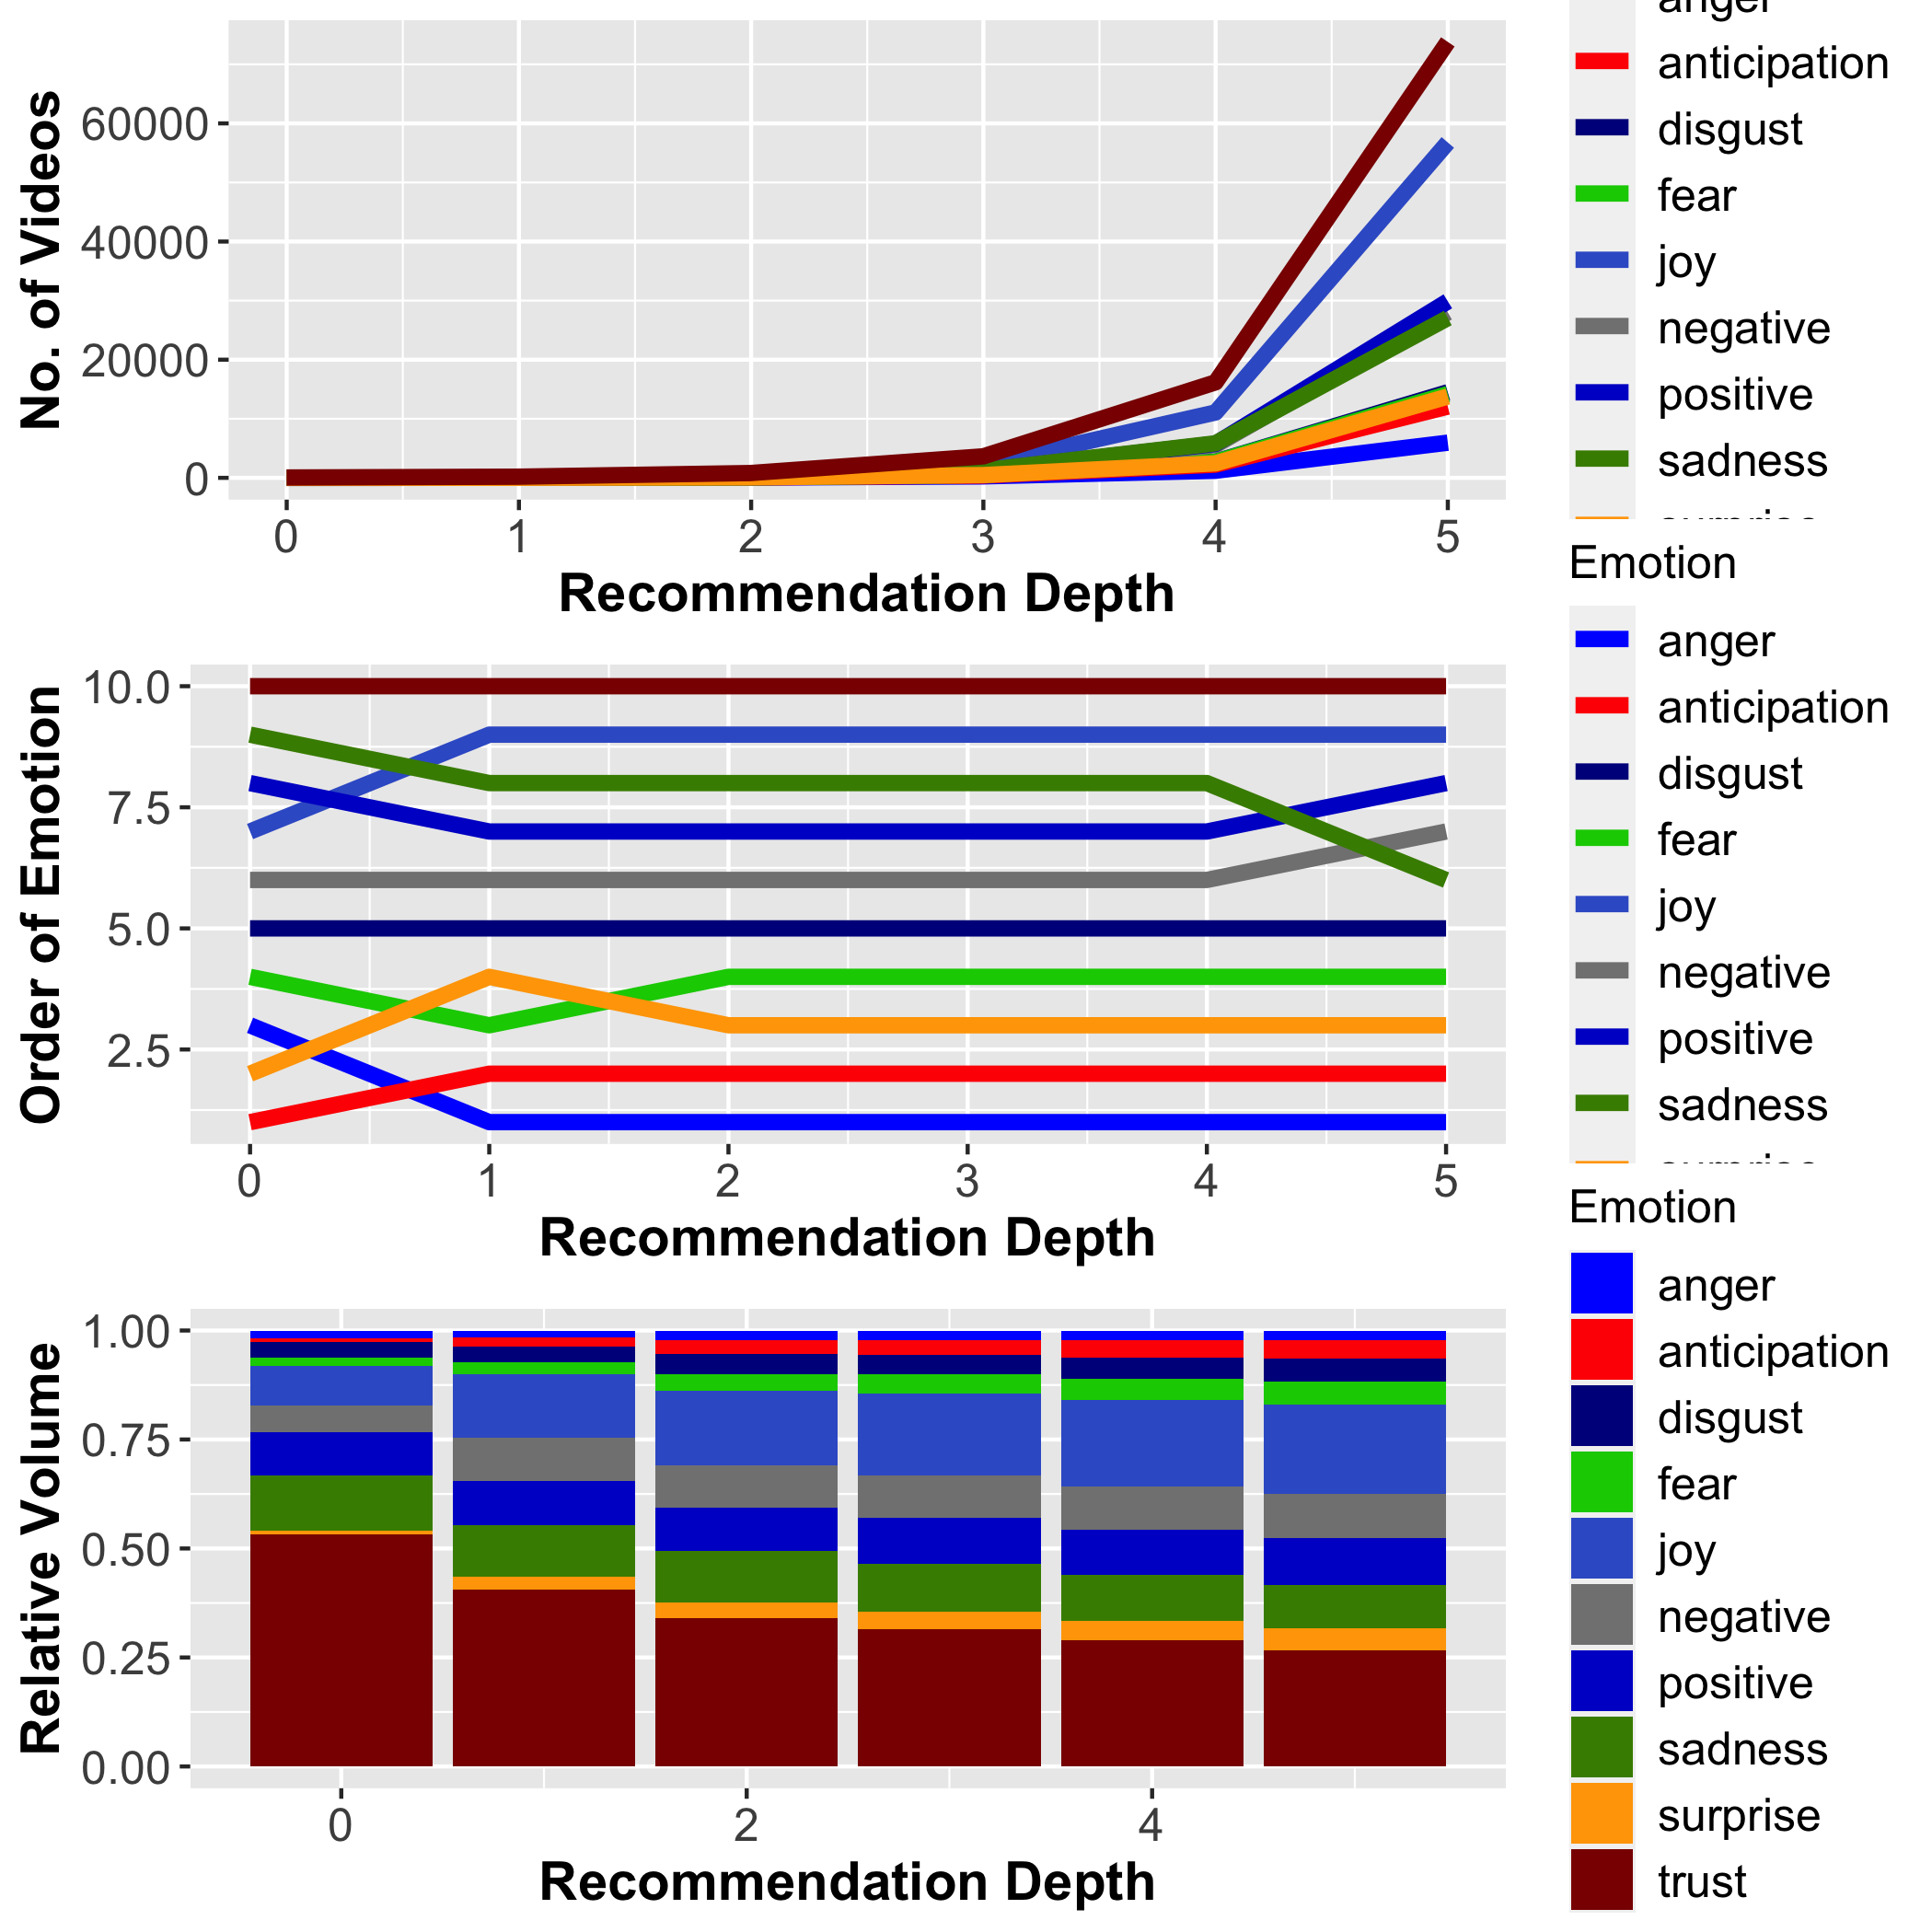 No. of Videos
60000
40000
20000
0
0 1 2 3 4 5
Recommendation Depth
anger
anticipation
disgust
fear
joy
negative
positive
sadness
Order of Emotion
10.0
7.5
5.0
2.5
0 1 2 3 4 5
Recommendation Depth
Emotion
anger
anticipation
disgust
fear
joy
negative
positive
sadness
Relative Volume
1.00
0.75
0.50
0.25
0.00
0 2 4
Recommendation Depth
Emotion
anger
anticipation
disgust
fear
joy
negative
positive
sadness
surprise
trust